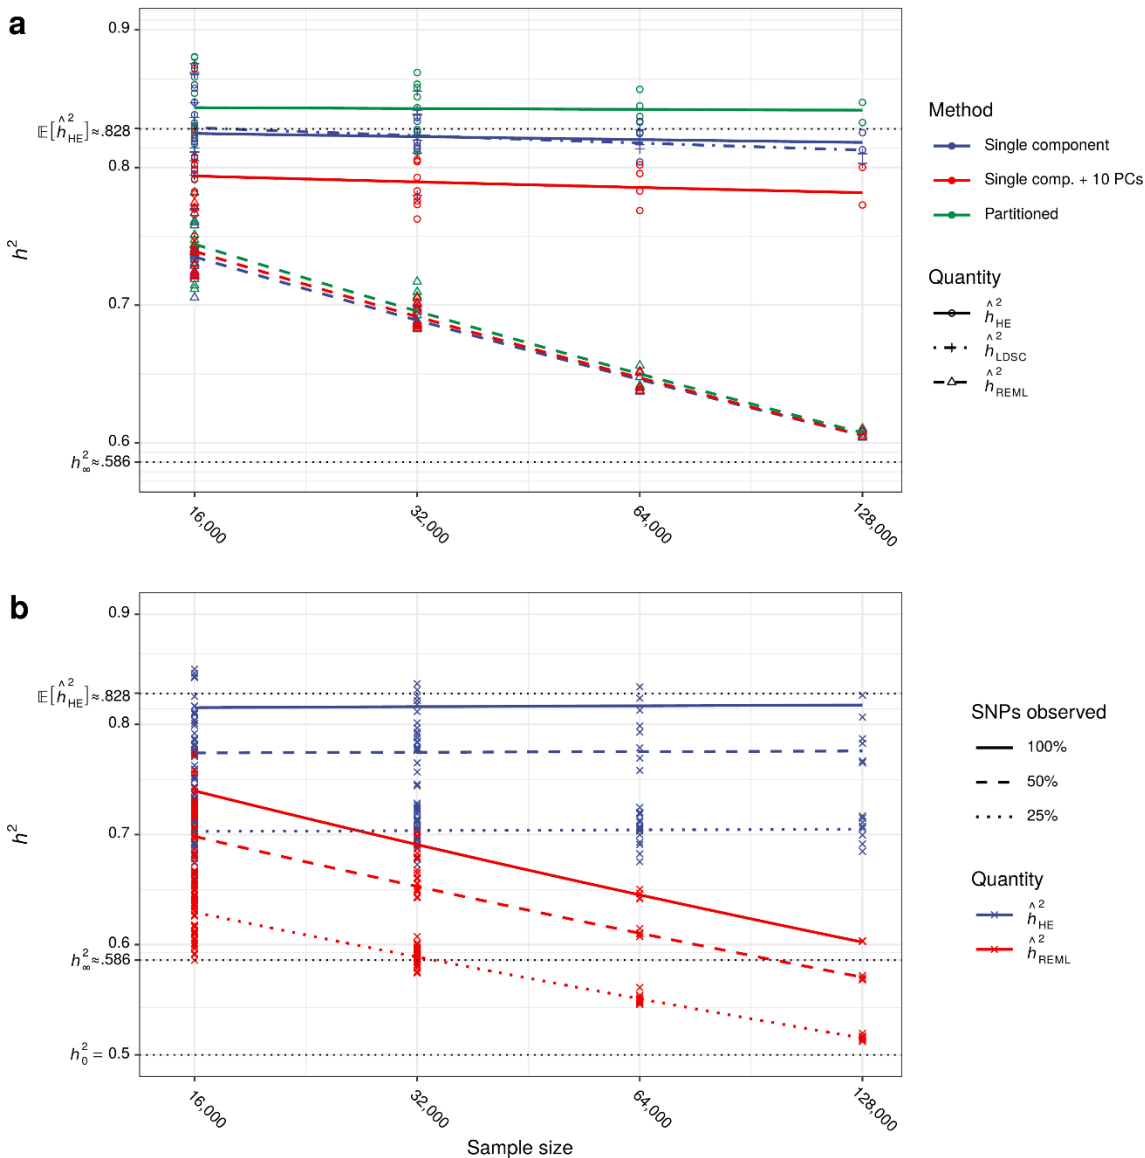 a
0.9
𝔼[ĥ²HE]≈.828
0.8
h²
0.7
0.6
h²∞≈.586
16,000
32,000
64,000
128,000
Method
Single component
Single comp. + 10 PCs
Partitioned
Quantity
ĥ²HE
ĥ²LDSC
ĥ²REML
b
0.9
𝔼[ĥ²HE]≈.828
0.8
h²
0.7
0.6
h²∞≈.586
h²0 = 0.5
16,000
32,000
64,000
128,000
Sample size
SNPs observed
100%
50%
25%
Quantity
ĥ²HE
ĥ²REML